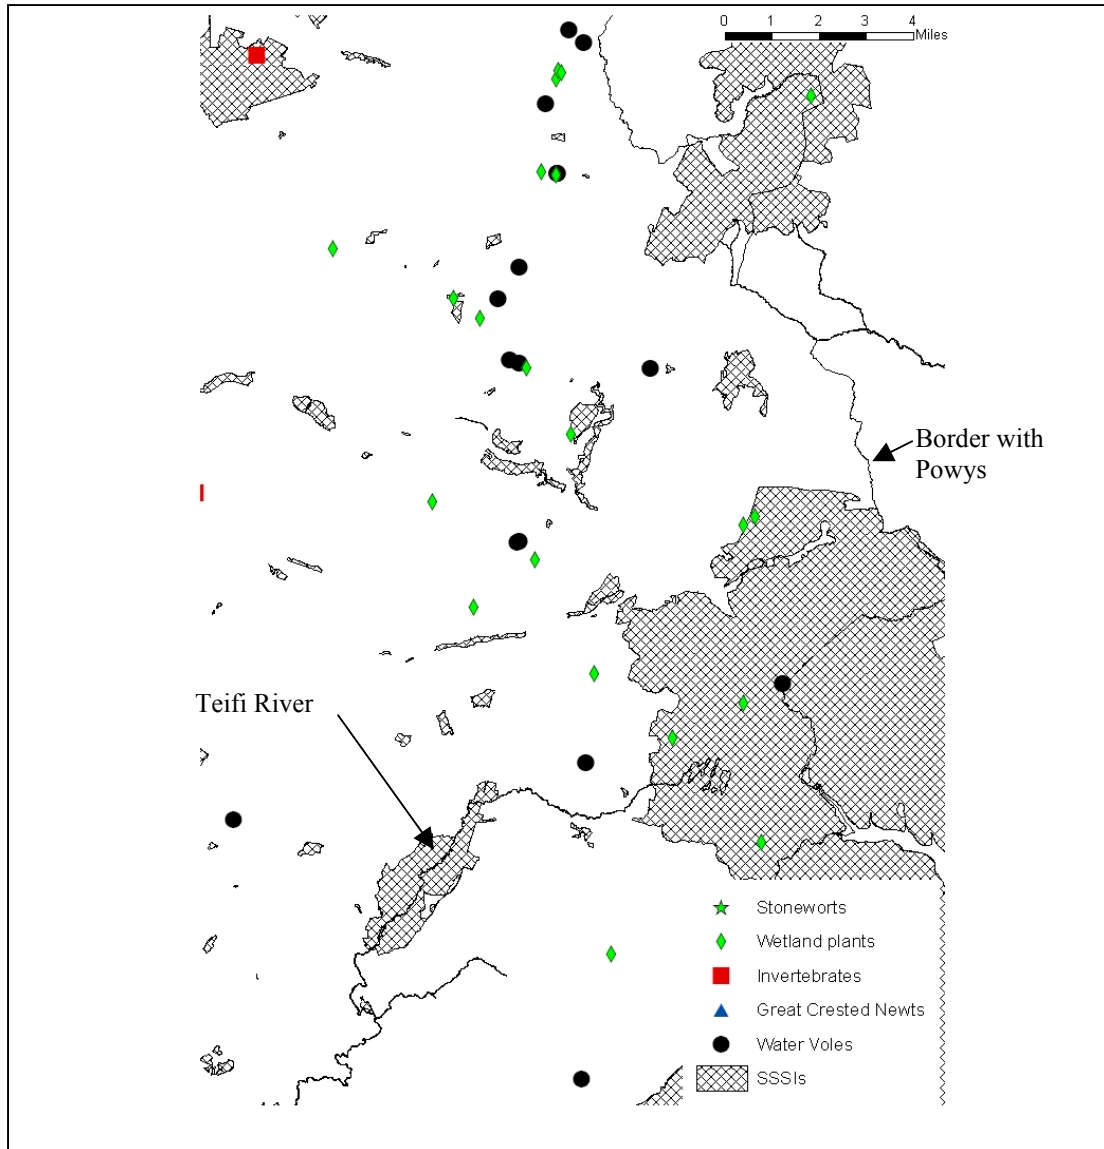 0 1 2 3 4
Miles
Border with
Powys
Teifi River
Stoneworts
Wetland plants
Invertebrates
Great Crested Newts
Water Voles
SSSIs